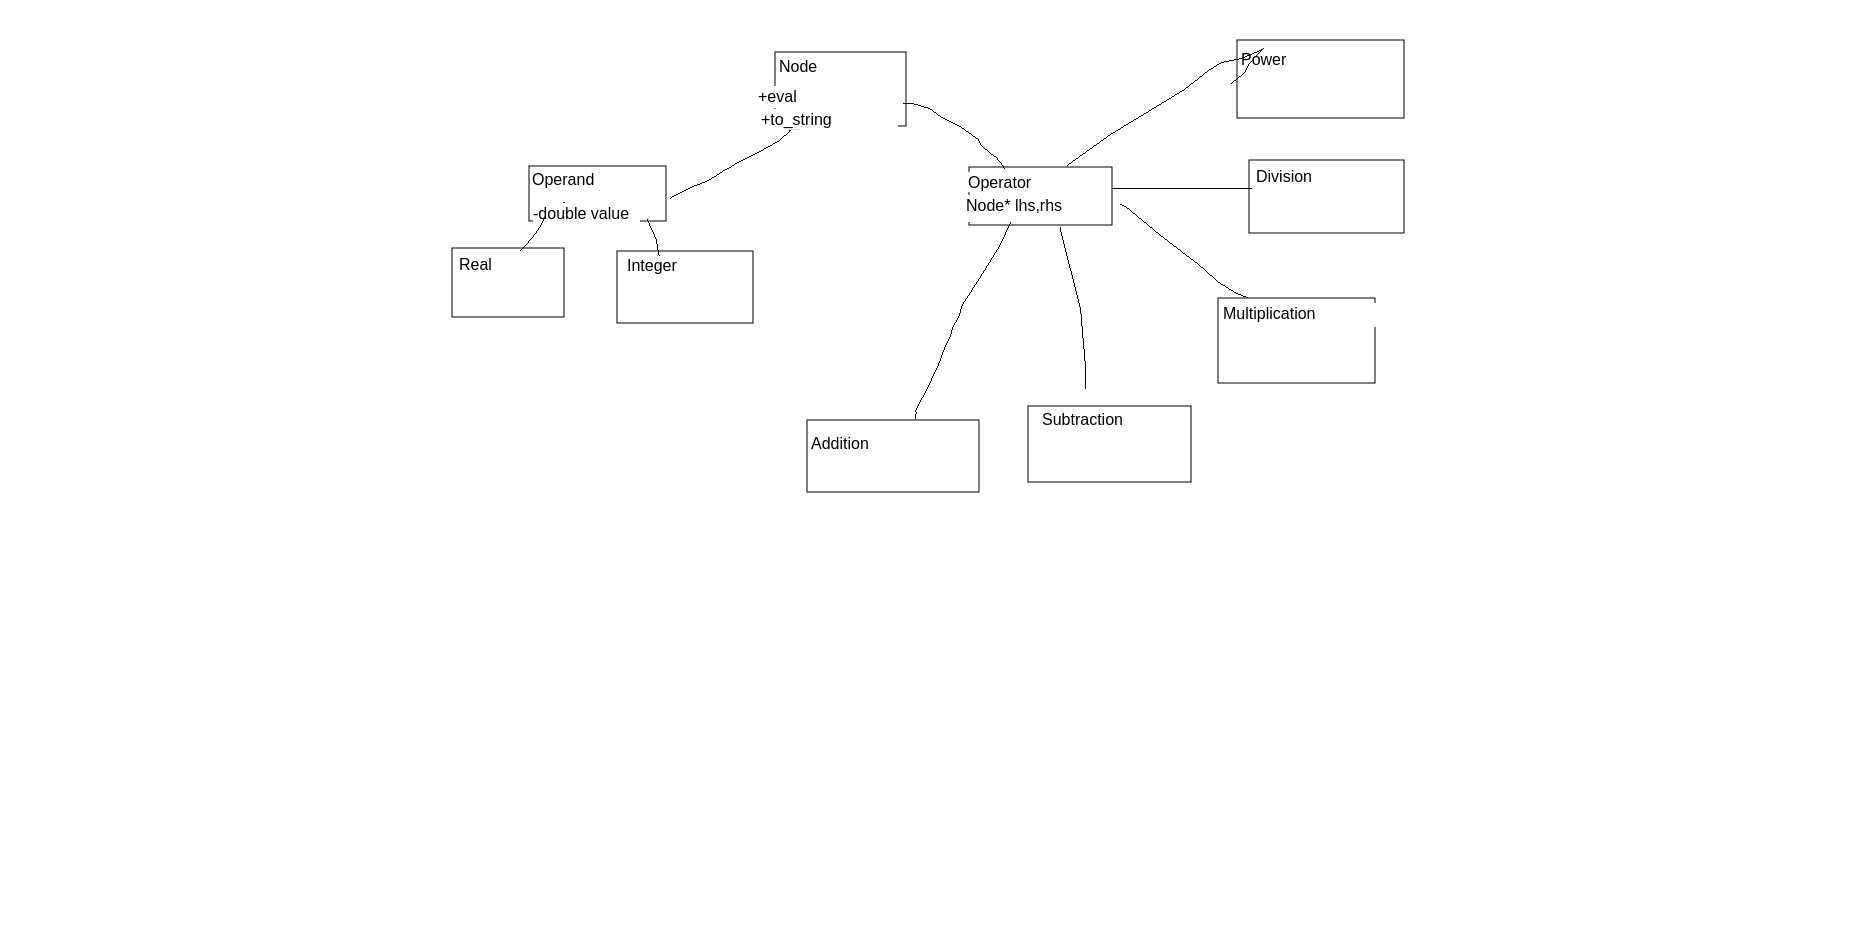 Node
+eval
+to_string
Operand
-double value
Real
Integer
Operator
Node* lhs,rhs
Power
Division
Multiplication
Subtraction
Addition